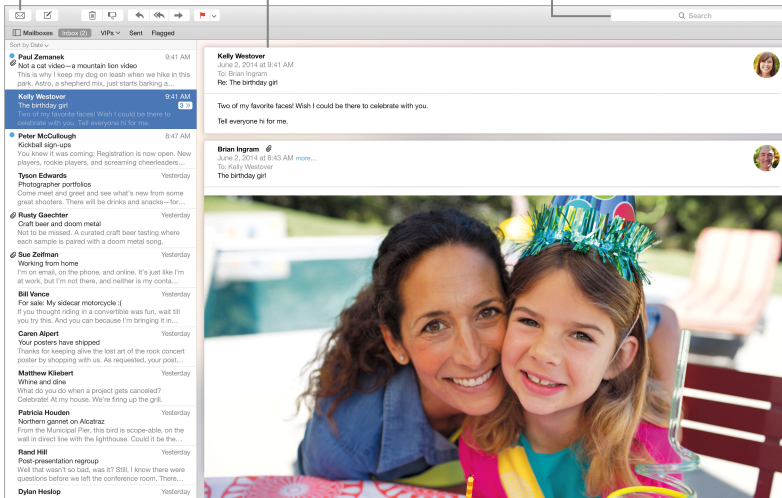 Search
Mailboxes Inbox (2) VIPs Sent Flagged
Sort by Date
Paul Zemanek 9:41 AM
Not a cat video—a mountain lion video
This is why I keep my dog on leash when we hike in this
park. Astro, a shepherd mix, just starts barking a…
Kelly Westover 9:41 AM
The birthday girl 3
Two of my favorite faces! Wish I could be there to
celebrate with you. Tell everyone hi for me.
Peter McCullough 8:47 AM
Kickball sign-ups
You knew it was coming: Registration is now open. New
players, rookie players, and screaming cheerleaders…
Tyson Edwards Yesterday
Photographer portfolios
Come meet and greet and see what's new from some
great shooters. There will be drinks and snacks—for…
Rusty Gaechter Yesterday
Craft beer and doom metal
Not to be missed. A curated craft beer tasting where
each sample is paired with a doom metal song.
Sue Zeifman Yesterday
Working from home
I'm on email, on the phone, and online. It's just like I'm
at work, but I'm not there, and neither is my conta…
Bill Vance Yesterday
For sale: My sidecar motorcycle :(
If you thought riding in a convertible was fun, wait till
you try this. And you can because I'm bringing it in…
Caren Alpert Yesterday
Your posters have shipped
Thanks for keeping alive the lost art of the rock concert
poster by shopping with us. As requested, your post…
Matthew Kliebert Yesterday
Whine and dine
What do you do when a project gets canceled?
Celebrate! At my house. We're firing up the grill.
Patricia Houden Yesterday
Northern gannet on Alcatraz
From the Municipal Pier, this bird is scope-able, on the
wall in direct line with the lighthouse. Could it be the…
Rand Hill Yesterday
Post-presentation regroup
Well that wasn't so bad, was it? Still, I know there were
questions before we left the conference room. There…
Dylan Heslop Yesterday
Kelly Westover
June 2, 2014 at 9:41 AM
To: Brian Ingram
Re: The birthday girl
Two of my favorite faces! Wish I could be there to celebrate with you.
Tell everyone hi for me.
Brian Ingram
June 2, 2014 at 8:43 AM more…
To: Kelly Westover
The birthday girl